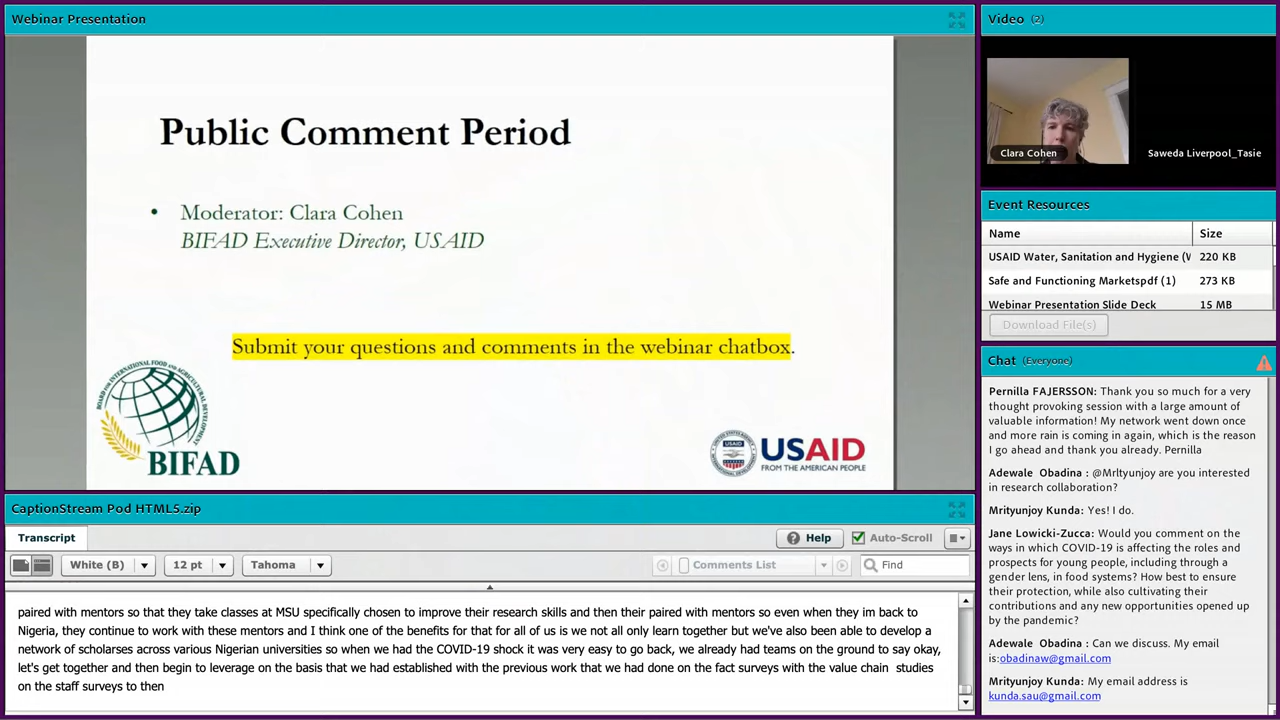 Webinar Presentation
Public Comment Period
• Moderator: Clara Cohen
BIFAD Executive Director, USAID
Submit your questions and comments in the webinar chatbox.
BOARD FOR INTERNATIONAL FOOD AND AGRICULTURAL DEVELOPMENT
BIFAD
USAID
USAID
FROM THE AMERICAN PEOPLE
CaptionStream Pod HTML5.zip
Transcript
Help
Auto-Scroll
White (B)
12 pt
Tahoma
Comments List
Find
paired with mentors so that they take classes at MSU specifically chosen to improve their research skills and then their paired with mentors so even when they im back to
Nigeria, they continue to work with these mentors and I think one of the benefits for that for all of us is we not all only learn together but we've also been able to develop a
network of scholarses across various Nigerian universities so when we had the COVID-19 shock it was very easy to go back, we already had teams on the ground to say okay,
let's get together and then begin to leverage on the basis that we had established with the previous work that we had done on the fact surveys with the value chain studies
on the staff surveys to then
Video (2)
Clara Cohen
Saweda Liverpool_Tasie
Event Resources
Name Size
USAID Water, Sanitation and Hygiene (W 220 KB
Safe and Functioning Marketspdf (1) 273 KB
Webinar Presentation Slide Deck 15 MB
Download File(s)
Chat (Everyone)
Pernilla FAJERSSON: Thank you so much for a very
thought provoking session with a large amount of
valuable information! My network went down once
and more rain is coming in again, which is the reason
I go ahead and thank you already. Pernilla
Adewale Obadina: @Mrltyunjoy are you interested
in research collaboration?
Mrityunjoy Kunda: Yes! I do.
Jane Lowicki-Zucca: Would you comment on the
ways in which COVID-19 is affecting the roles and
prospects for young people, including through a
gender lens, in food systems? How best to ensure
their protection, while also cultivating their
contributions and any new opportunities opened up
by the pandemic?
Adewale Obadina: Can we discuss. My email
is:obadinaw@gmail.com
Mrityunjoy Kunda: My email address is
kunda.sau@gmail.com